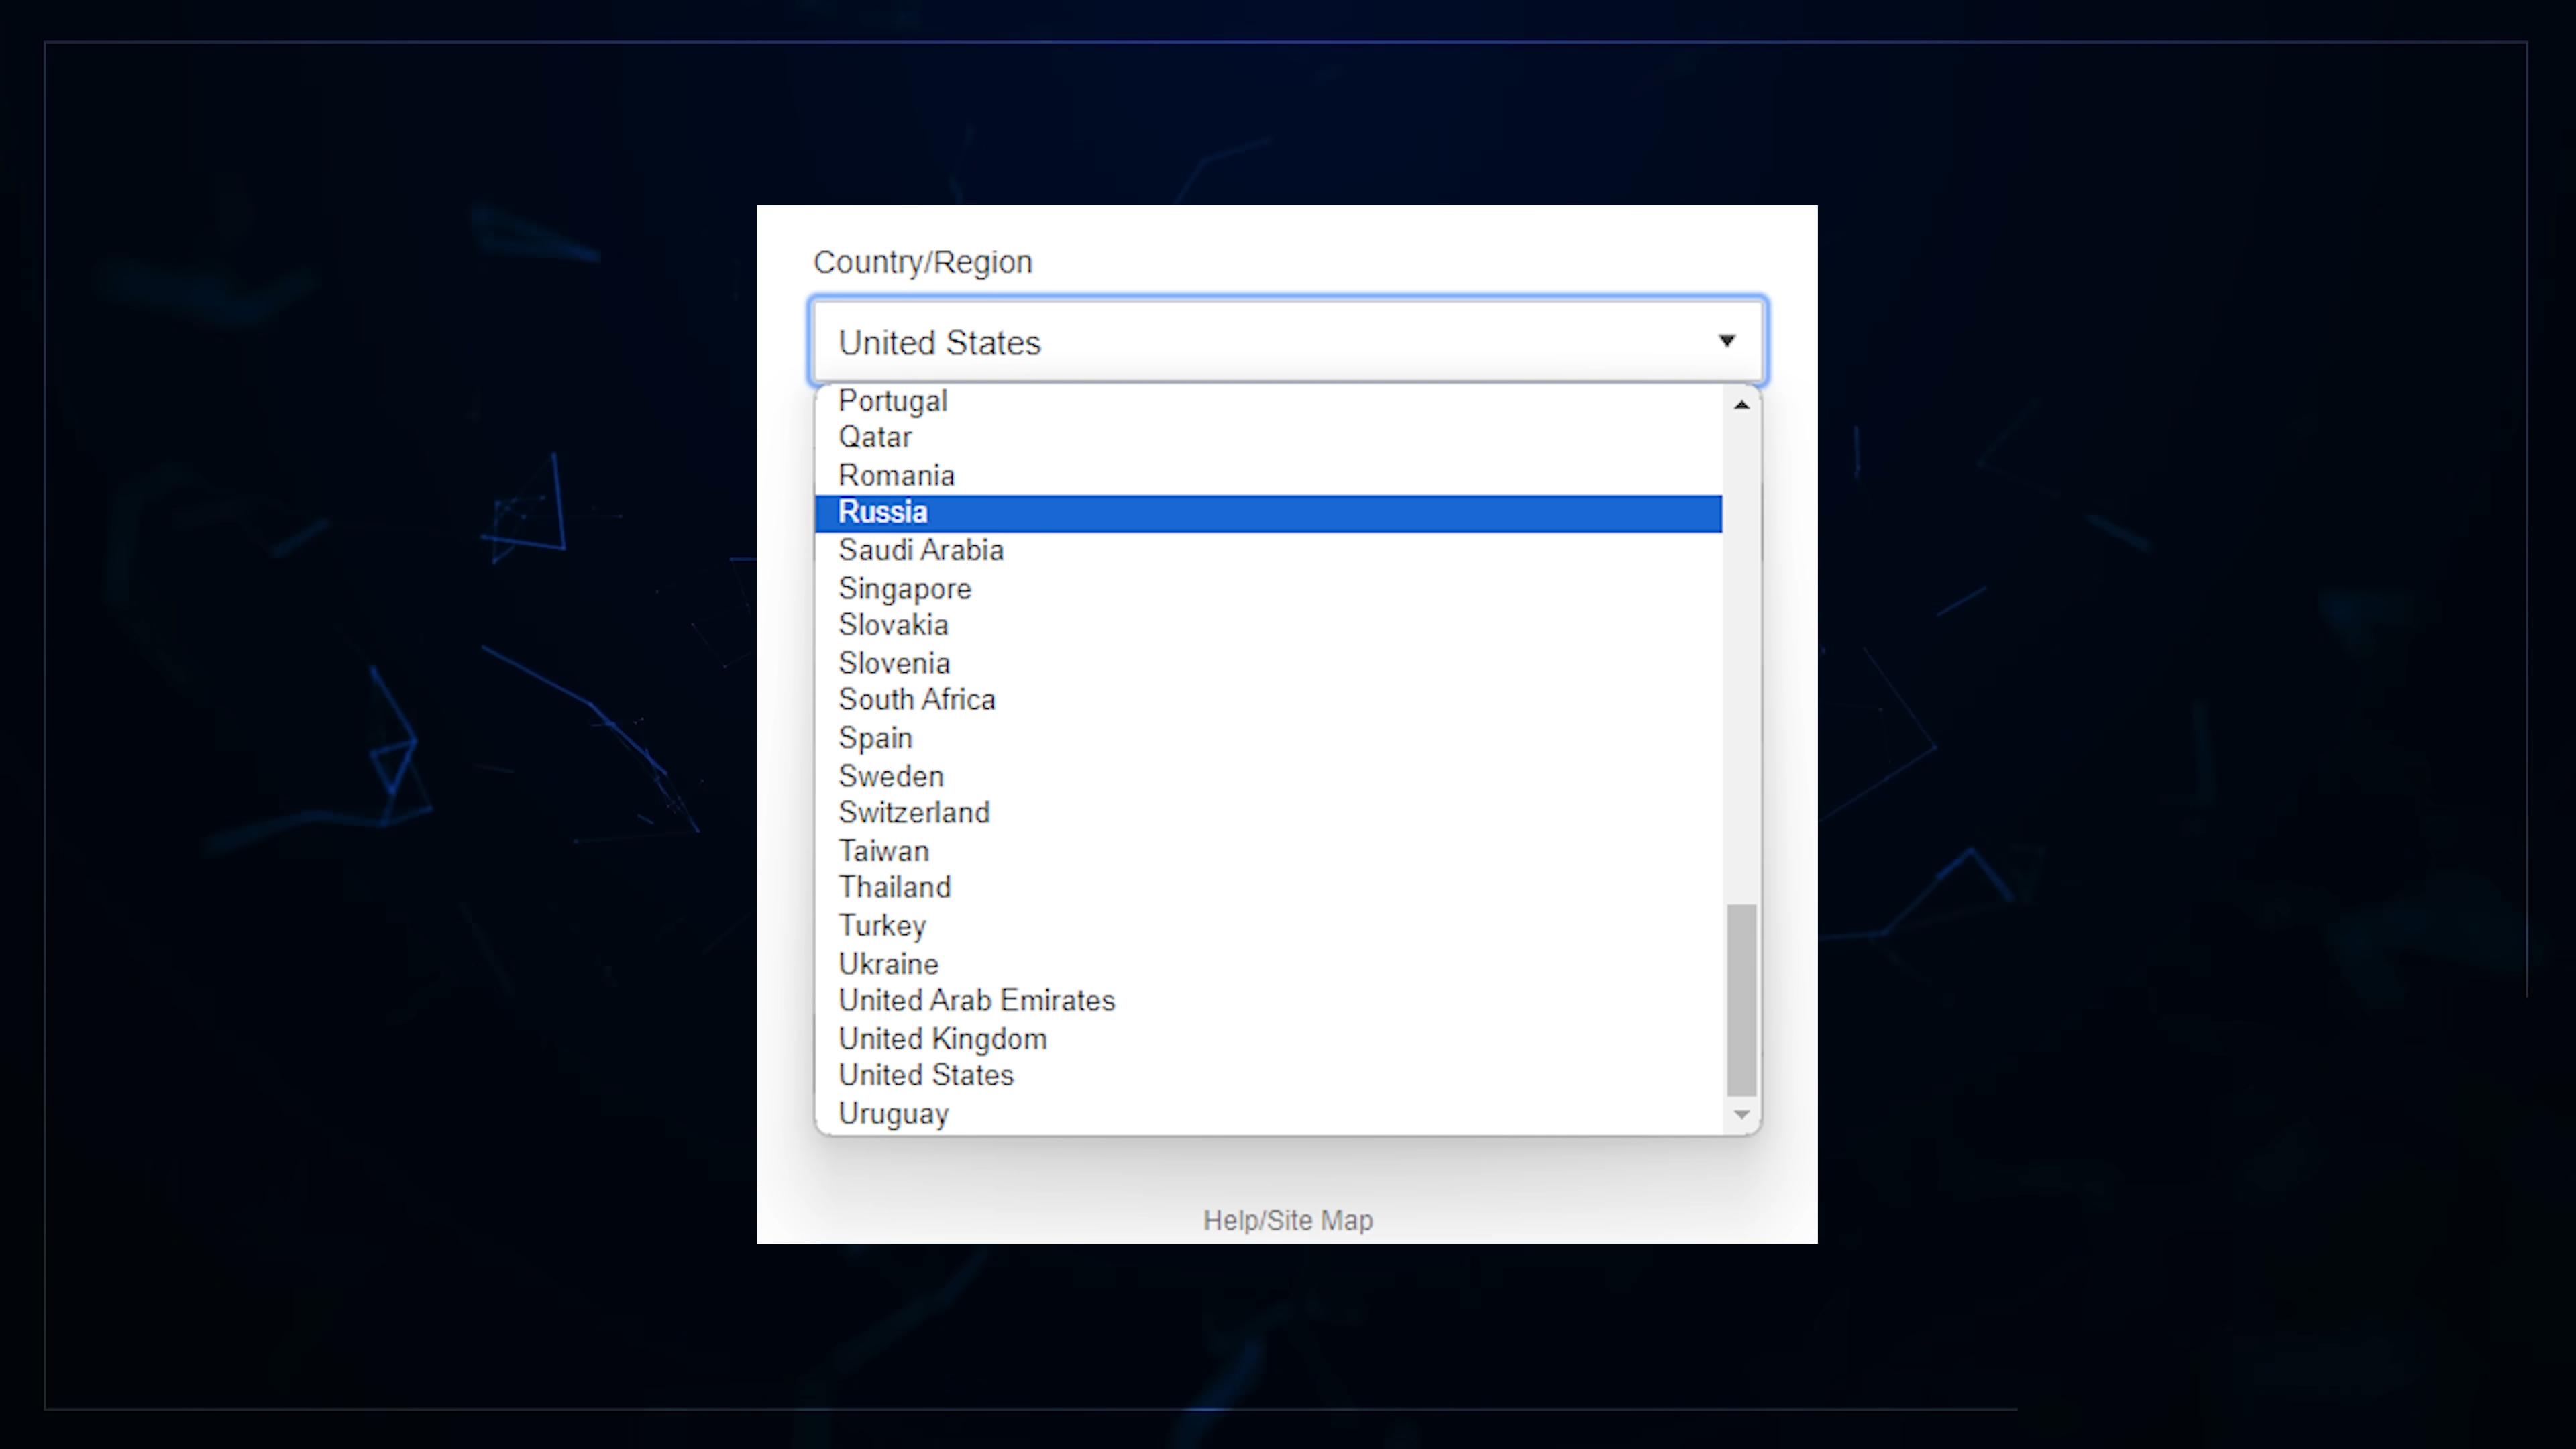 Country/Region
United States
Portugal
Qatar
Romania
Russia
Saudi Arabia
Singapore
Slovakia
Slovenia
South Africa
Spain
Sweden
Switzerland
Taiwan
Thailand
Turkey
Ukraine
United Arab Emirates
United Kingdom
United States
Uruguay
Help/Site Map